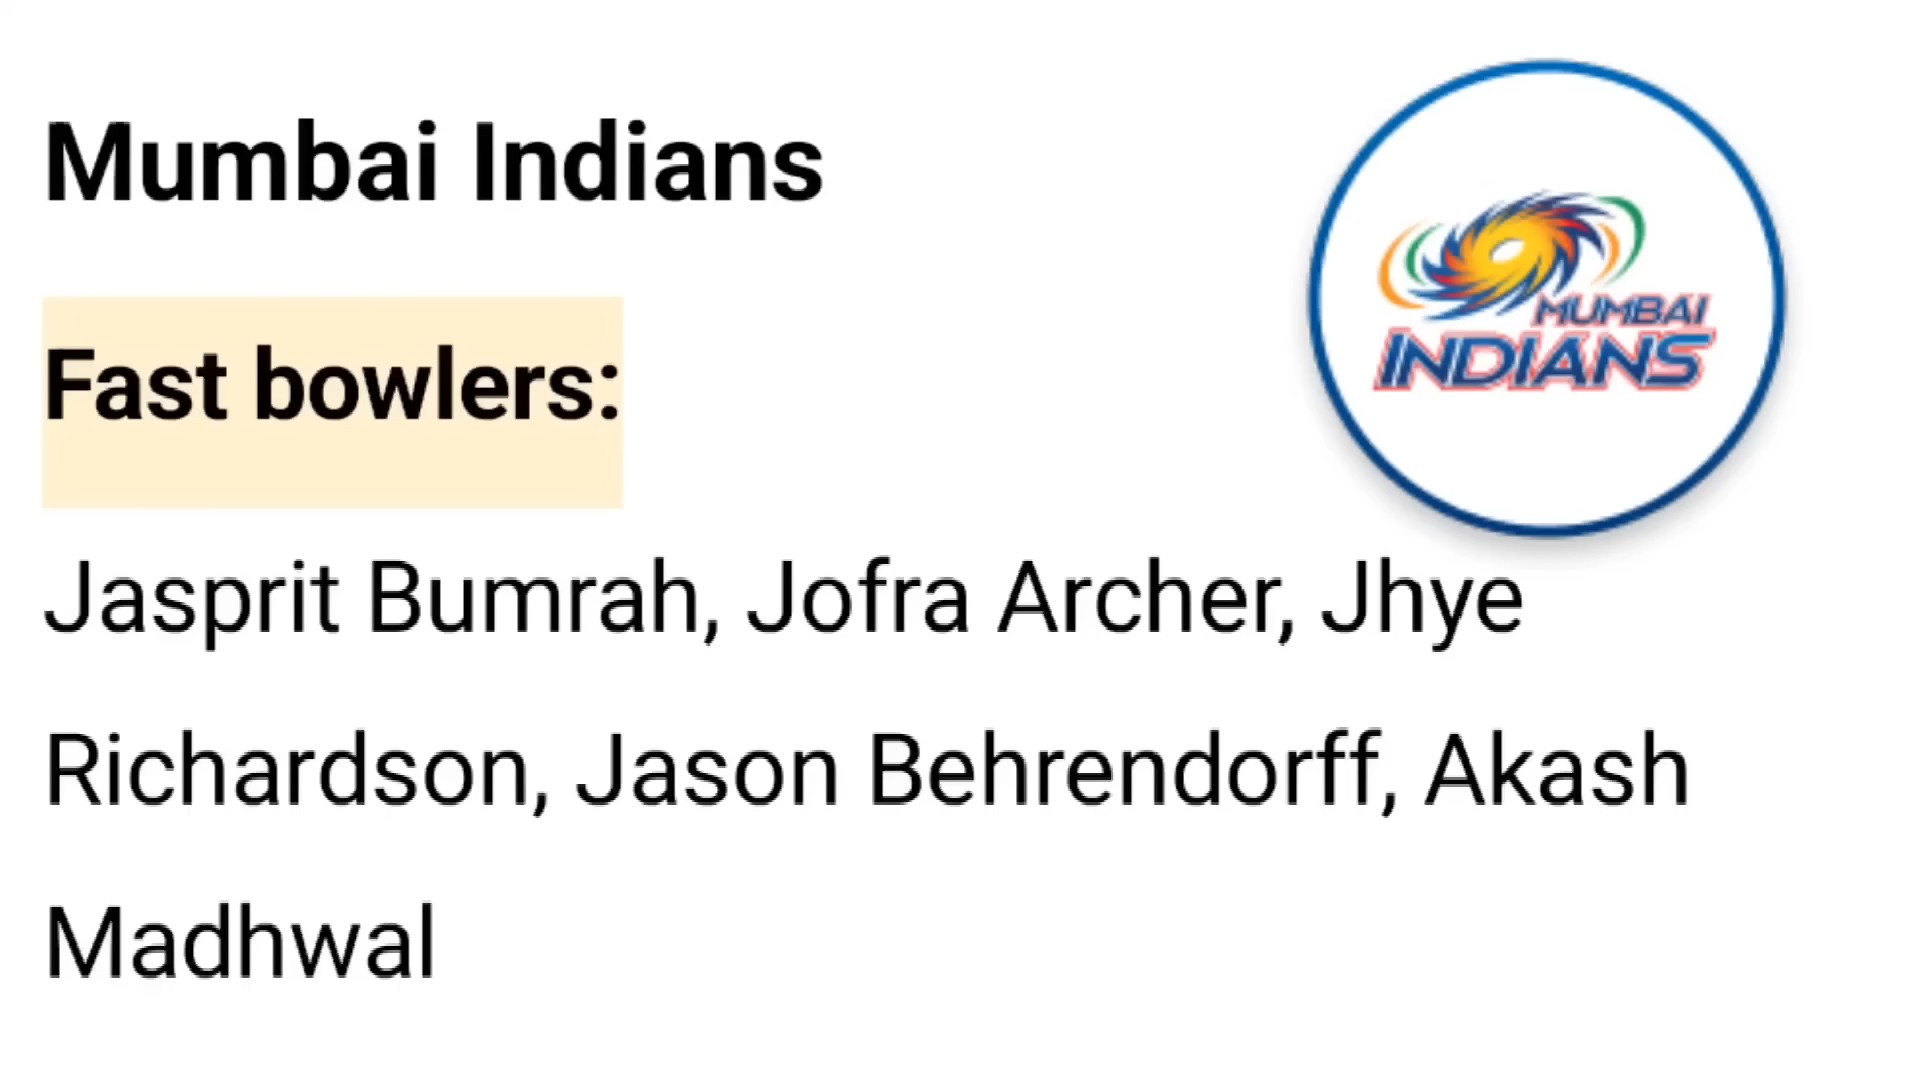 Mumbai Indians
MUMBAI
INDIANS
Fast bowlers:
Jasprit Bumrah, Jofra Archer, Jhye
Richardson, Jason Behrendorff, Akash
Madhwal